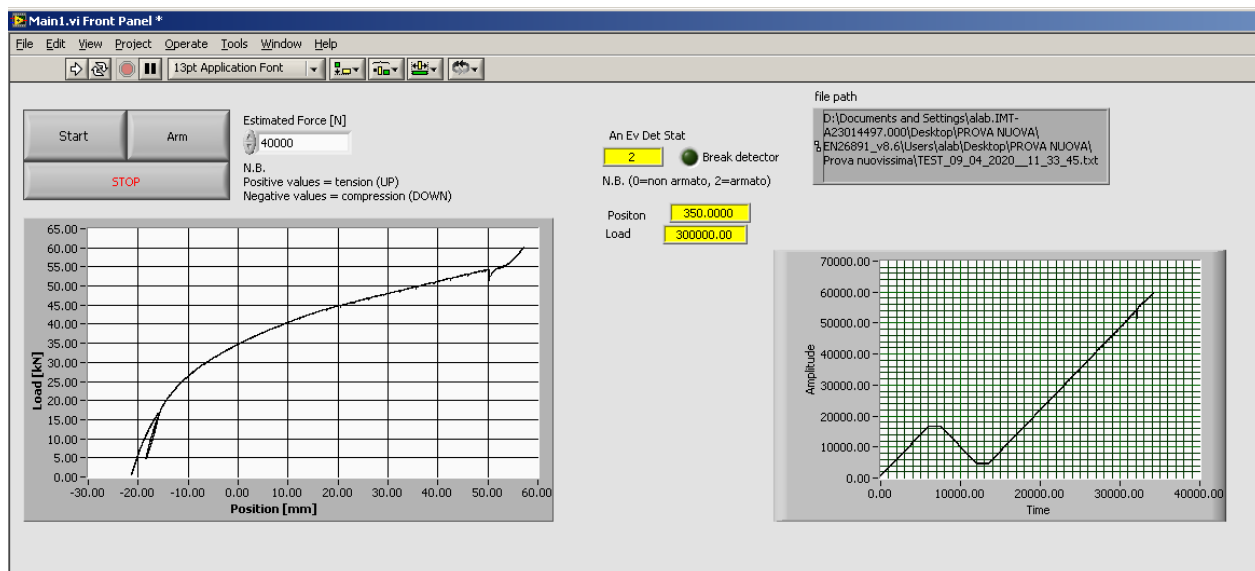 Main1.vi Front Panel *
File Edit View Project Operate Tools Window Help
13pt Application Font
Start
Arm
STOP
Estimated Force [N]
40000
N.B.
Positive values = tension (UP)
Negative values = compression (DOWN)
An Ev Det Stat
2
Break detector
N.B. (0=non armato, 2=armato)
Positon 350.0000
Load 300000.00
file path
D:\Documents and Settings\alab.IMT-
A23014497.000\Desktop\PROVA NUOVA\
EN26891_v8.6\Users\alab\Desktop\PROVA NUOVA\
Prova nuovissima\TEST_09_04_2020__11_33_45.txt
65.00
60.00
55.00
50.00
45.00
40.00
35.00
30.00
25.00
20.00
15.00
10.00
5.00
0.00
Load [kN]
-30.00 -20.00 -10.00 0.00 10.00 20.00 30.00 40.00 50.00 60.00
Position [mm]
70000.00
60000.00
50000.00
40000.00
30000.00
20000.00
10000.00
0.00
Amplitude
0.00 10000.00 20000.00 30000.00 40000.00
Time